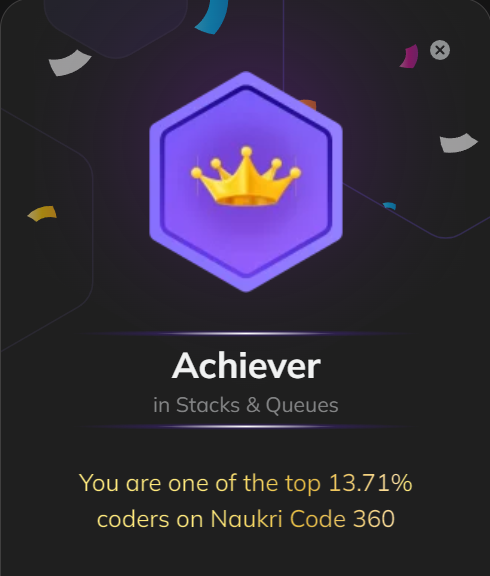 Achiever
in Stacks & Queues
You are one of the top 13.71%
coders on Naukri Code 360